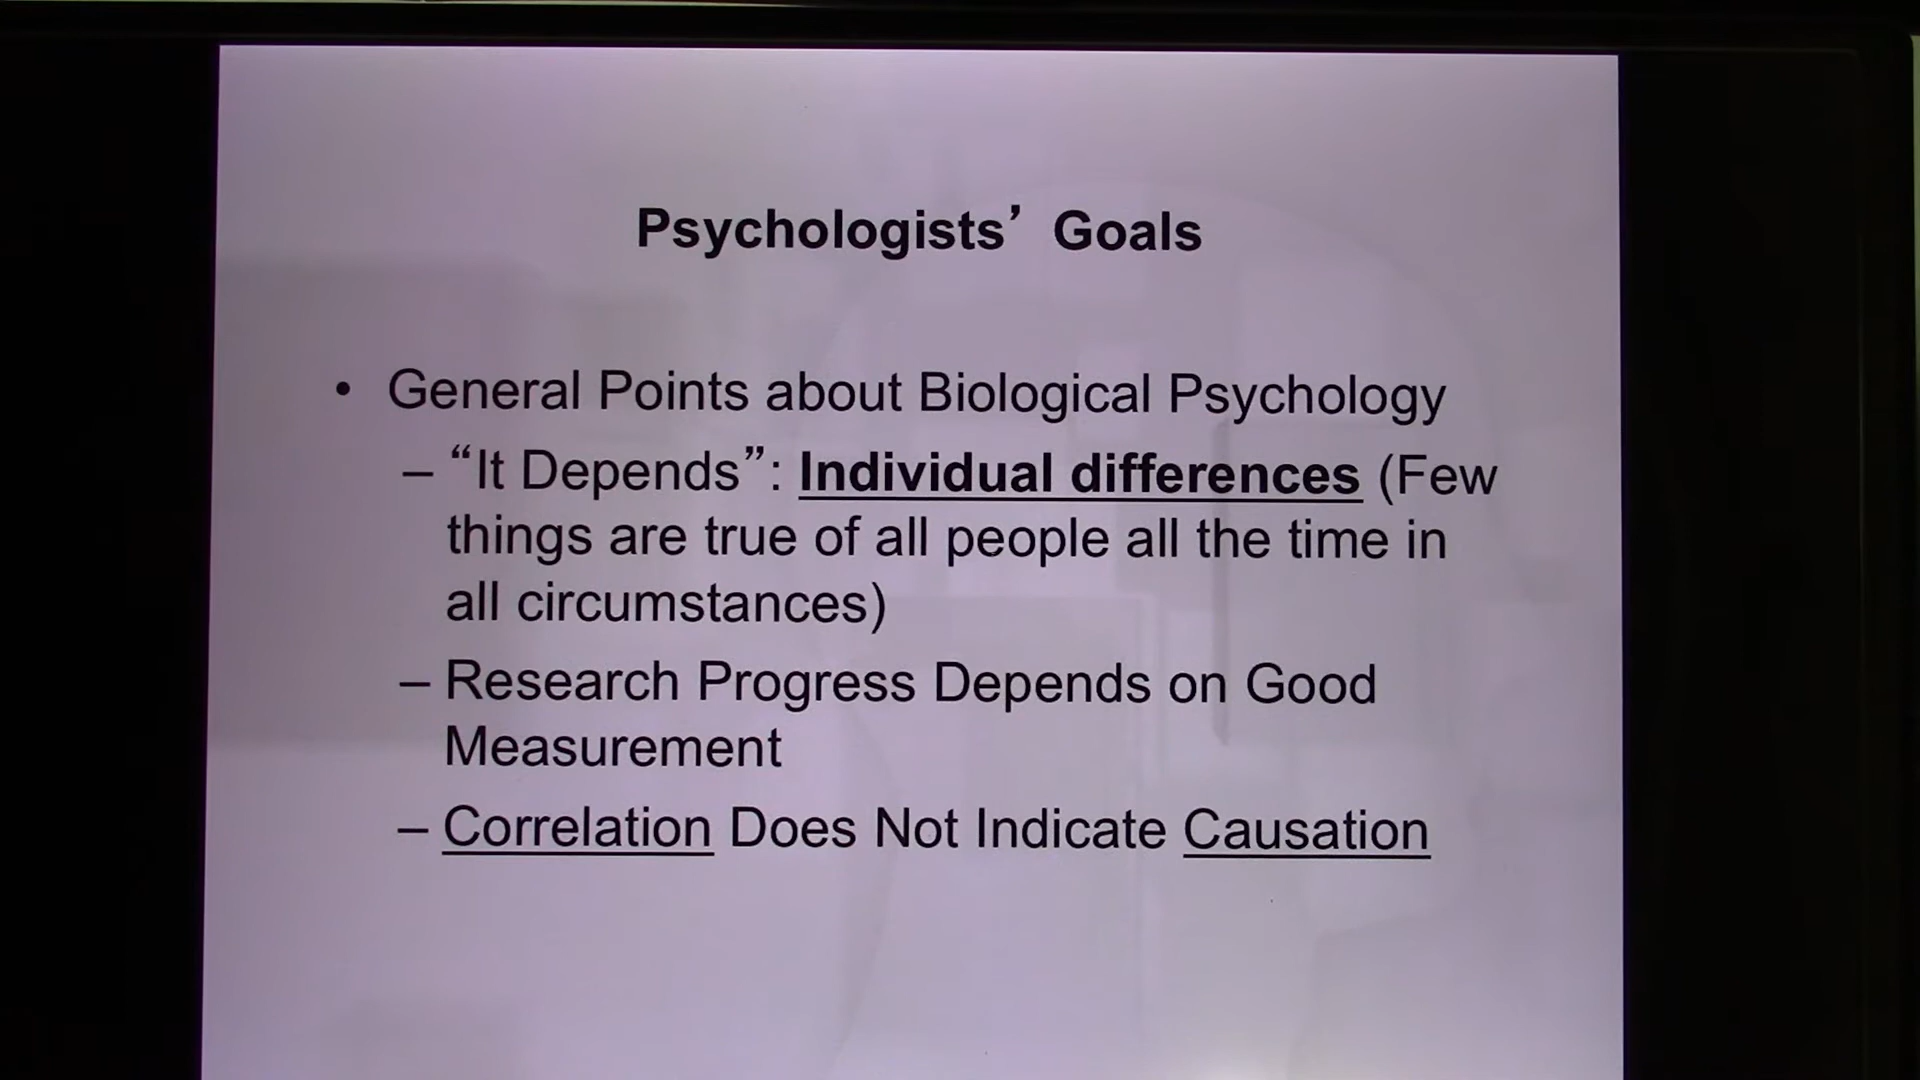 Psychologists’ Goals
• General Points about Biological Psychology
– “It Depends”: Individual differences (Few
things are true of all people all the time in
all circumstances)
– Research Progress Depends on Good
Measurement
– Correlation Does Not Indicate Causation